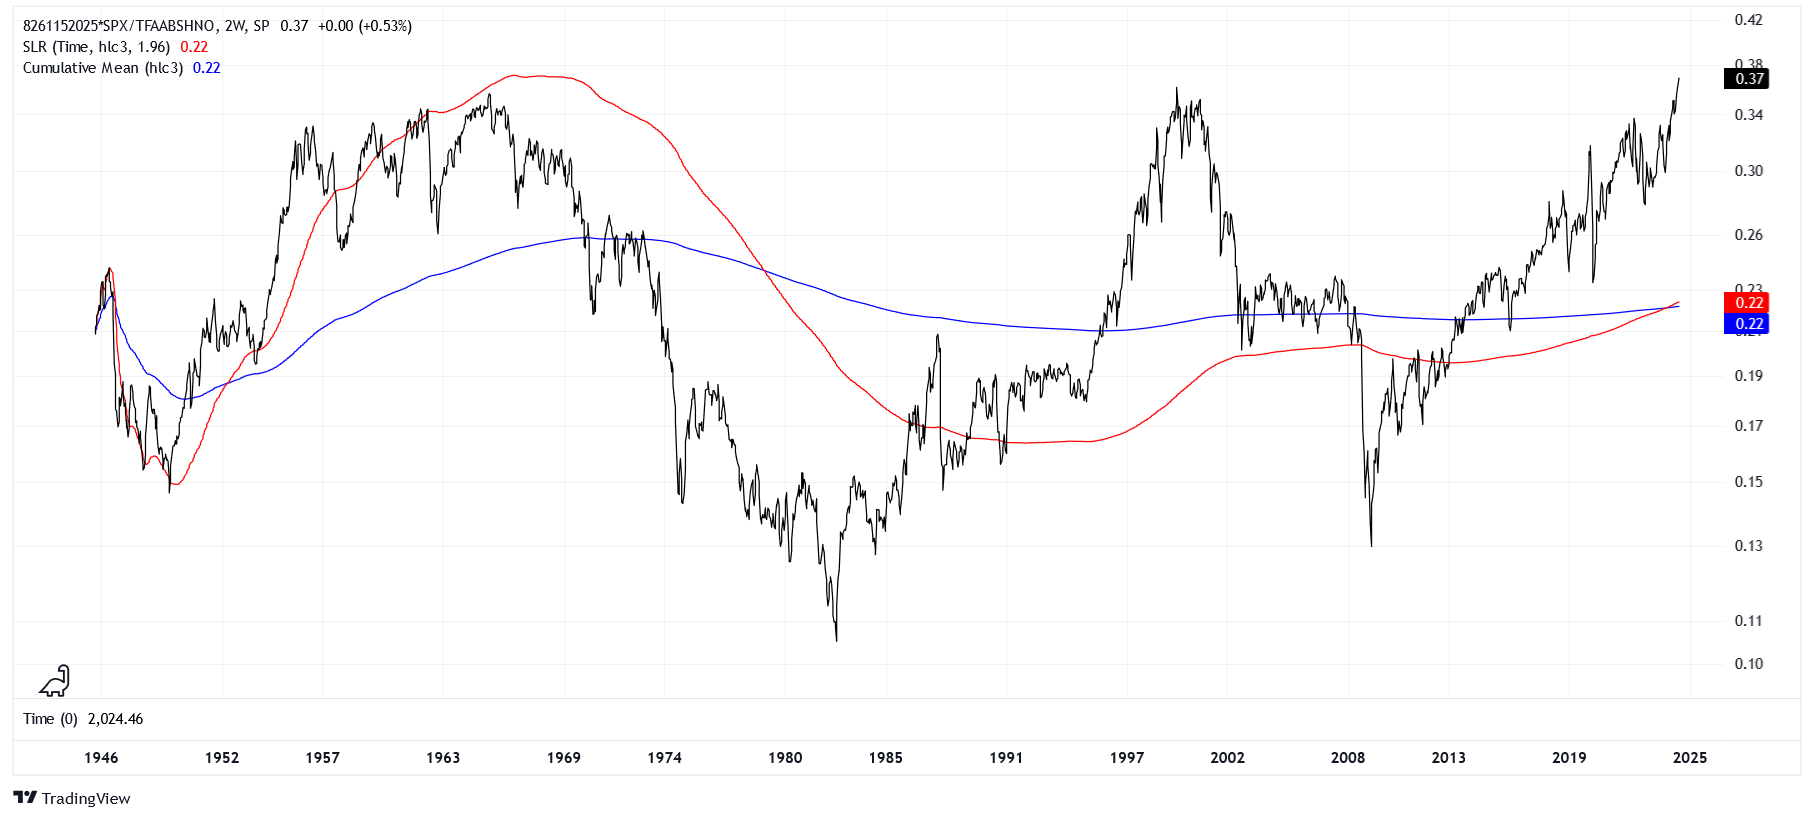 8261152025*SPX/TFAABSHNO, 2W, SP 0.37 +0.00 (+0.53%)
SLR (Time, hlc3, 1.96) 0.22
Cumulative Mean (hlc3) 0.22
0.42
0.38
0.37
0.34
0.30
0.26
0.23
0.22
0.22
0.19
0.17
0.15
0.13
0.11
0.10
Time (0) 2,024.46
1946 1952 1957 1963 1969 1974 1980 1985 1991 1997 2002 2008 2013 2019 2025
TradingView